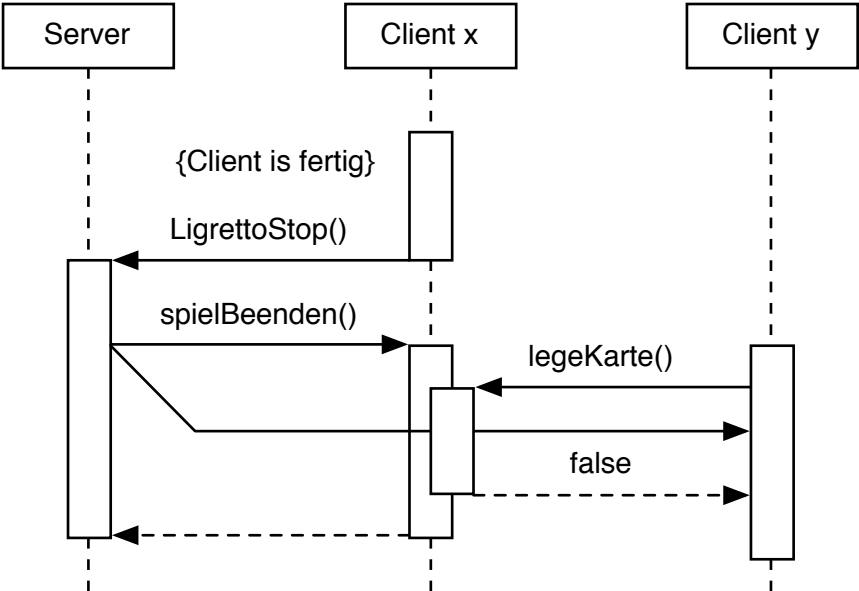 Server
Client x
Client y
{Client is fertig}
LigrettoStop()
spielBeenden()
legeKarte()
false